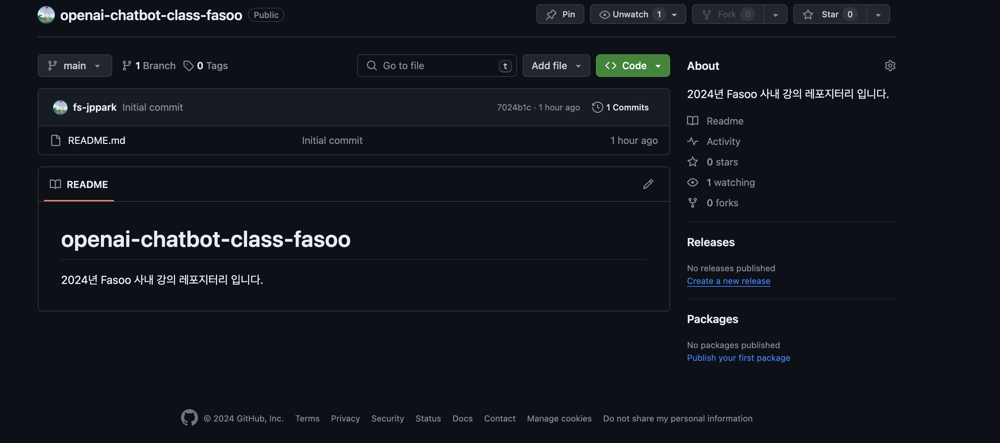 openai-chatbot-class-fasoo Public Pin Unwatch 1 Fork 0 Star 0
main 1 Branch 0 Tags Go to file t Add file Code
fs-jppark Initial commit 7024b1c · 1 hour ago 1 Commits
README.md Initial commit 1 hour ago
README
openai-chatbot-class-fasoo
2024년 Fasoo 사내 강의 레포지터리 입니다.
About
2024년 Fasoo 사내 강의 레포지터리 입니다.
Readme
Activity
0 stars
1 watching
0 forks
Releases
No releases published
Create a new release
Packages
No packages published
Publish your first package
© 2024 GitHub, Inc. Terms Privacy Security Status Docs Contact Manage cookies Do not share my personal information